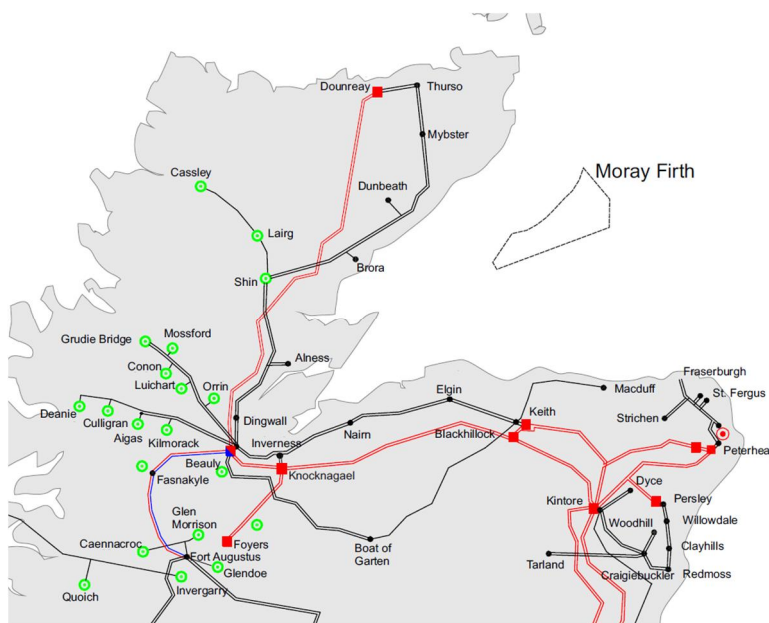 Dounreay
Thurso
Mybster
Moray Firth
Cassley
Dunbeath
Lairg
Brora
Shin
Mossford
Grudie Bridge
Alness
Conon
Luichart
Orrin
Fraserburgh
Macduff
St. Fergus
Elgin
Deanie
Culligran
Dingwall
Keith
Strichen
Aigas
Nairn
Kilmorack
Inverness
Blackhillock
Peterhea
Beauly
Knocknagael
Fasnakyle
Dyce
Kintore
Persley
Glen
Morrison
Woodhill
Willowdale
Caennacroc
Foyers
Boat of
Garten
Clayhills
Fort Augustus
Tarland
Glendoe
Craigiebuckler
Redmoss
Quoich
Invergarry